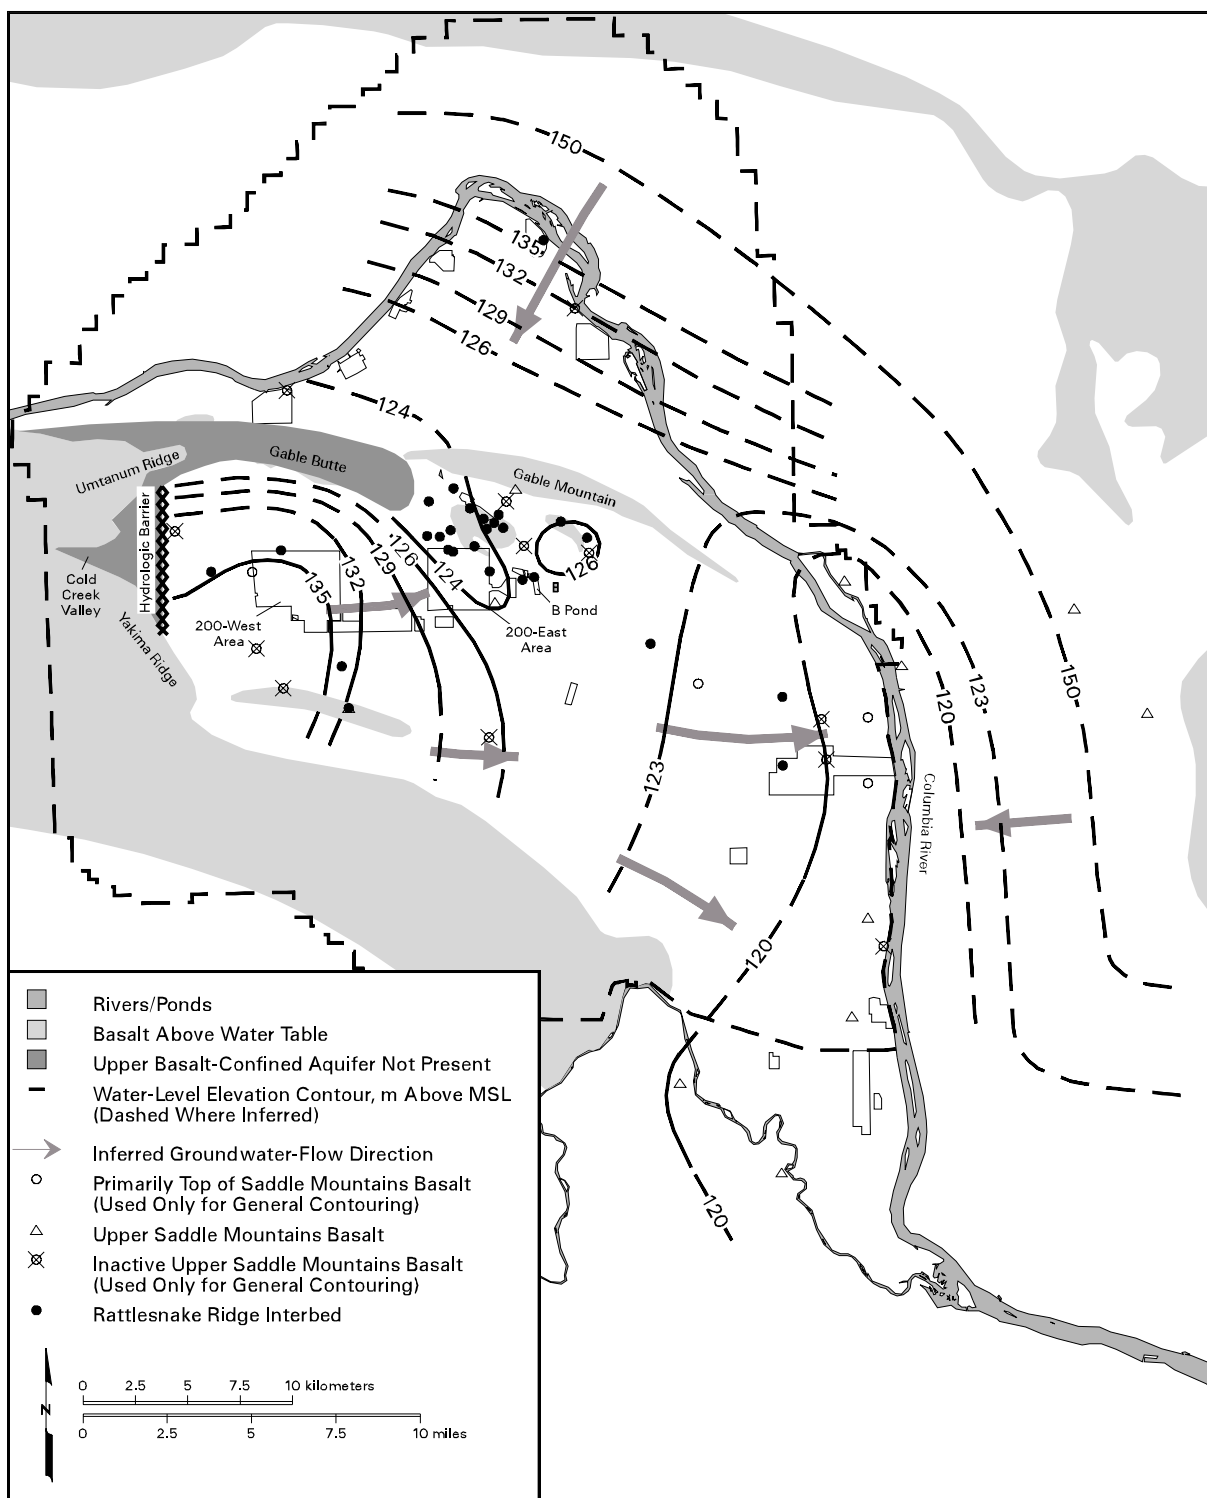 150
135
132
129
126
124
Gable Butte
Umtanum Ridge
Gable Mountain
Hydrologic Barrier
126
129
132
135
124
126
Cold
Creek
Valley
B Pond
200-West
Area
200-East
Area
Yakima Ridge
150
123
120
123
Columbia River
120
120
Rivers/Ponds
Basalt Above Water Table
Upper Basalt-Confined Aquifer Not Present
Water-Level Elevation Contour, m Above MSL
(Dashed Where Inferred)
Inferred Groundwater-Flow Direction
Primarily Top of Saddle Mountains Basalt
(Used Only for General Contouring)
Upper Saddle Mountains Basalt
Inactive Upper Saddle Mountains Basalt
(Used Only for General Contouring)
Rattlesnake Ridge Interbed
N
0 2.5 5 7.5 10 kilometers
0 2.5 5 7.5 10 miles